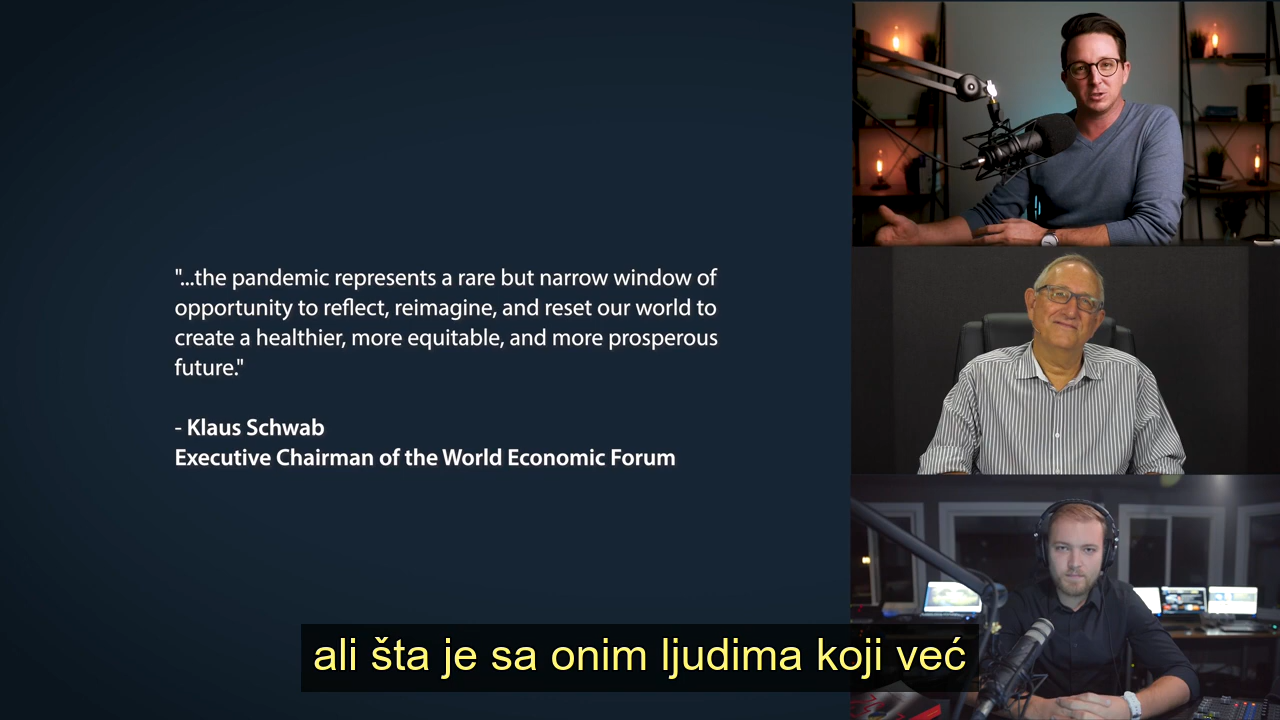 "...the pandemic represents a rare but narrow window of
opportunity to reflect, reimagine, and reset our world to
create a healthier, more equitable, and more prosperous
future."
- Klaus Schwab
Executive Chairman of the World Economic Forum
ali šta je sa onim ljudima koji već